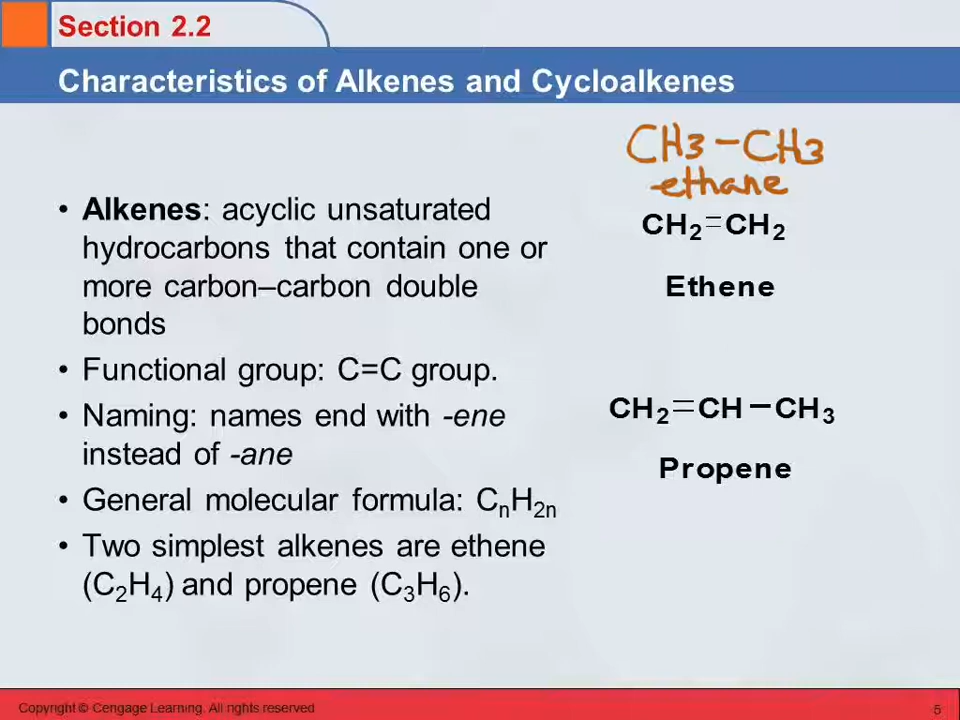 Section 2.2
Characteristics of Alkenes and Cycloalkenes
• Alkenes: acyclic unsaturated
hydrocarbons that contain one or
more carbon–carbon double
bonds
• Functional group: C=C group.
• Naming: names end with -ene
instead of -ane
• General molecular formula: CₙH₂ₙ
• Two simplest alkenes are ethene
(C₂H₄) and propene (C₃H₆).
CH3-CH3
ethane
CH₂=CH₂
Ethene
CH₂=CH-CH₃
Propene
Copyright © Cengage Learning. All rights reserved
5